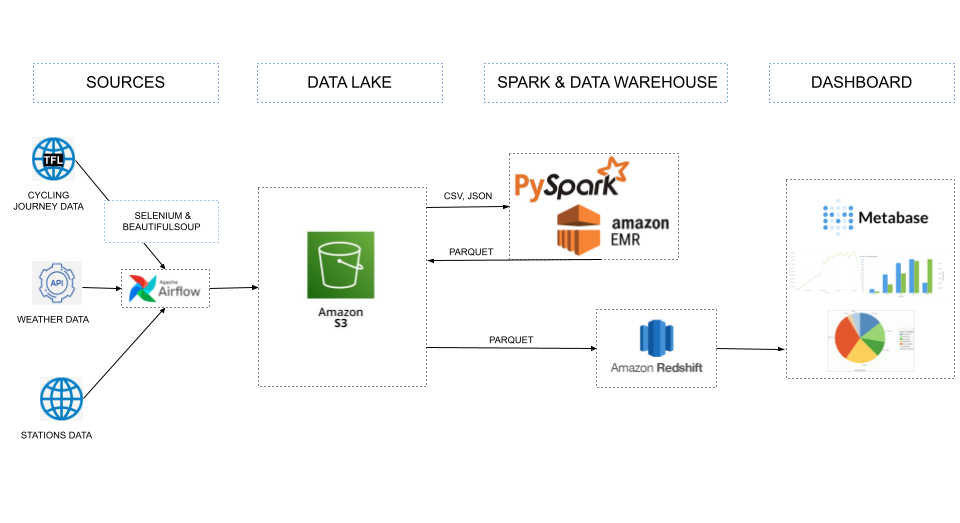 SOURCES
DATA LAKE
SPARK & DATA WAREHOUSE
DASHBOARD
TFL
CYCLING
JOURNEY DATA
SELENIUM &
BEAUTIFULSOUP
API
WEATHER DATA
Apache
Airflow
STATIONS DATA
Amazon
S3
CSV, JSON
PARQUET
PySpark
amazon
EMR
PARQUET
Amazon Redshift
Metabase